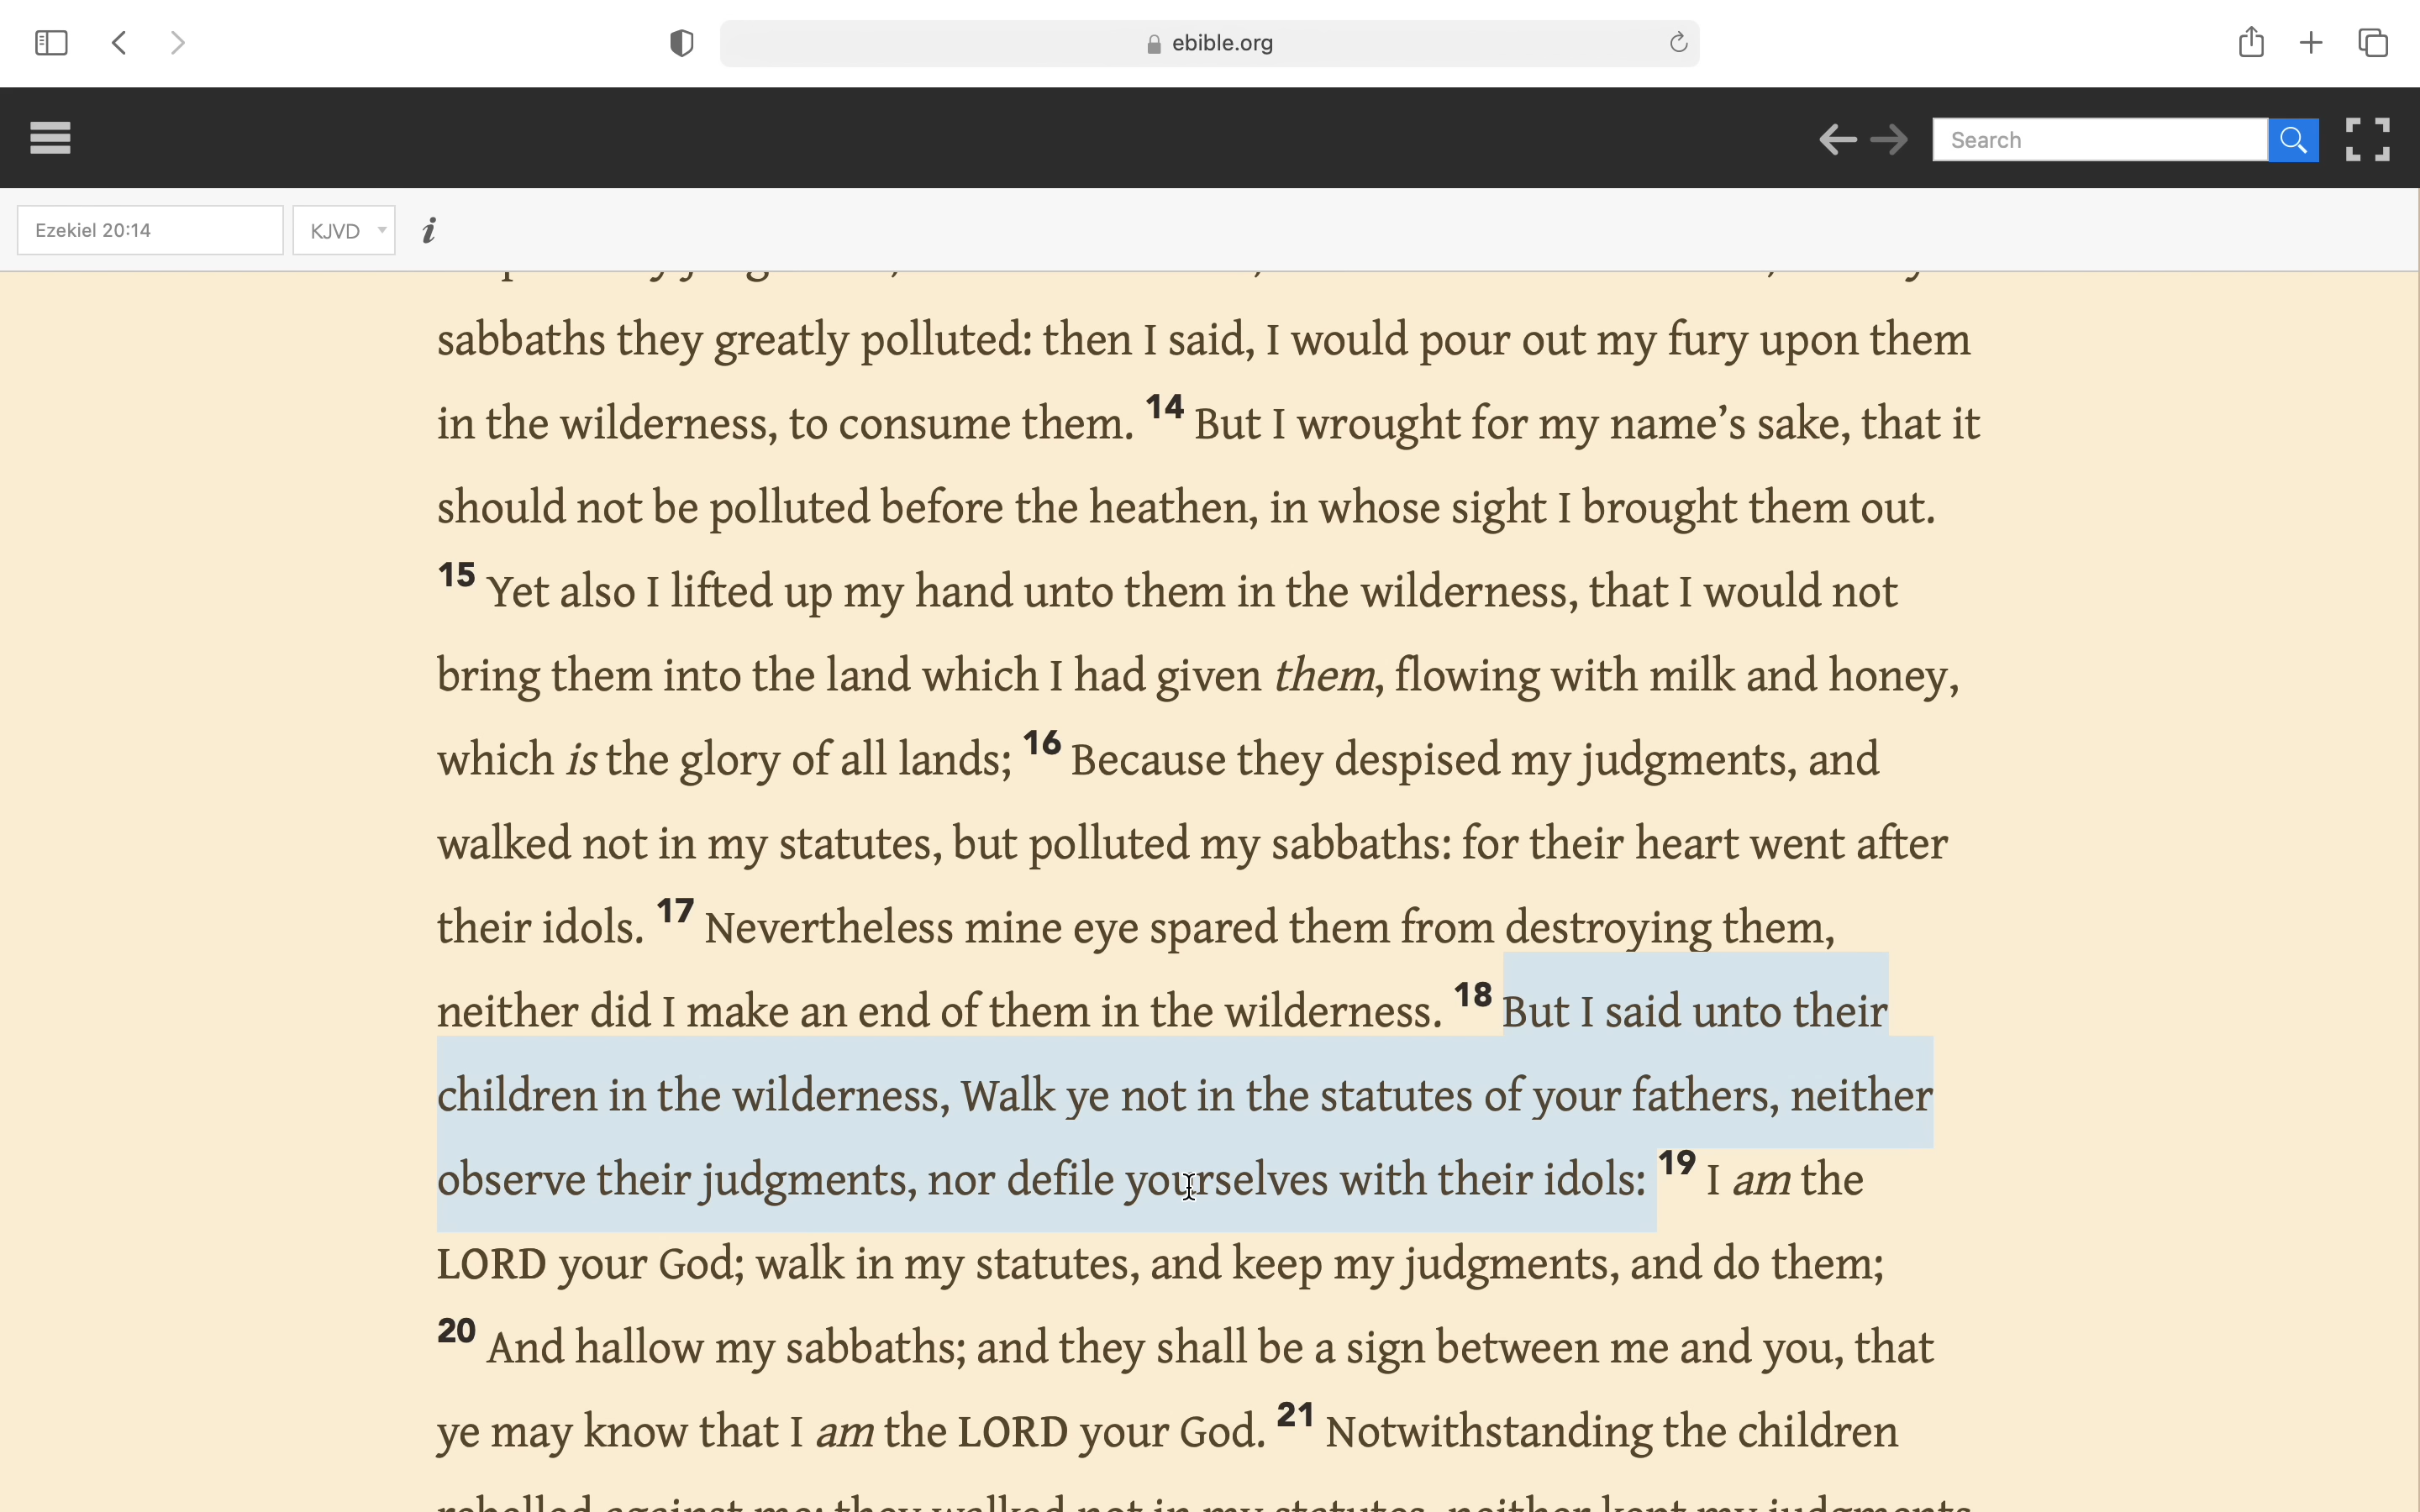 ebible.org
Search
Ezekiel 20:14
KJVD
i
sabbaths they greatly polluted: then I said, I would pour out my fury upon them
in the wilderness, to consume them. 14 But I wrought for my name’s sake, that it
should not be polluted before the heathen, in whose sight I brought them out.
15 Yet also I lifted up my hand unto them in the wilderness, that I would not
bring them into the land which I had given them, flowing with milk and honey,
which is the glory of all lands; 16 Because they despised my judgments, and
walked not in my statutes, but polluted my sabbaths: for their heart went after
their idols. 17 Nevertheless mine eye spared them from destroying them,
neither did I make an end of them in the wilderness. 18 But I said unto their
children in the wilderness, Walk ye not in the statutes of your fathers, neither
observe their judgments, nor defile yourselves with their idols: 19 I am the
LORD your God; walk in my statutes, and keep my judgments, and do them;
20 And hallow my sabbaths; and they shall be a sign between me and you, that
ye may know that I am the LORD your God. 21 Notwithstanding the children